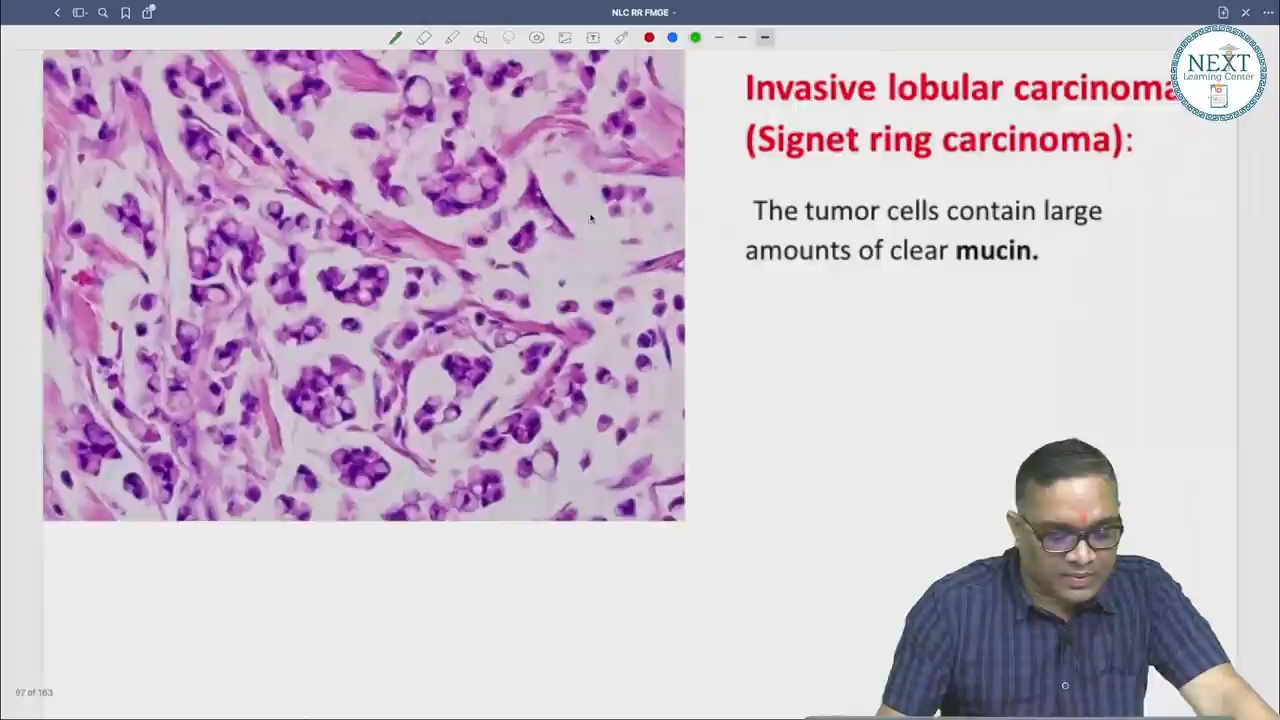 NLC RR FMGE
NEXT
Learning Center
Invasive lobular carcinoma
(Signet ring carcinoma):
The tumor cells contain large
amounts of clear mucin.
97 of 163